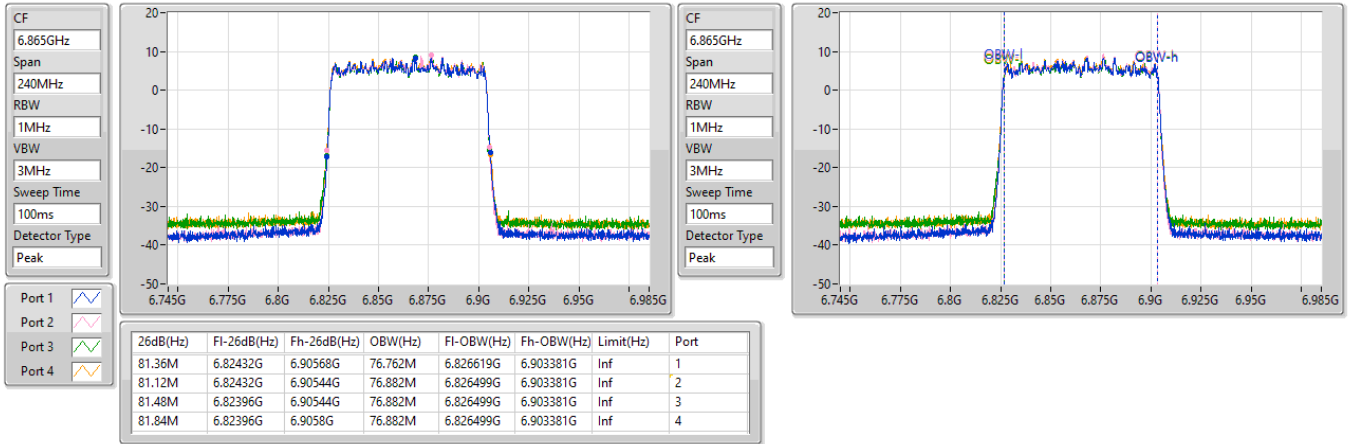 CF
6.865GHz
Span
240MHz
RBW
1MHz
VBW
3MHz
Sweep Time
100ms
Detector Type
Peak
Port 1
Port 2
Port 3
Port 4
20
10
0
-10
-20
-30
-40
-50
6.745G 6.775G 6.8G 6.825G 6.85G 6.875G 6.9G 6.925G 6.95G 6.985G
CF
6.865GHz
Span
240MHz
RBW
1MHz
VBW
3MHz
Sweep Time
100ms
Detector Type
Peak
20
10
0
-10
-20
-30
-40
-50
OBW-l OBW-h
6.745G 6.775G 6.8G 6.825G 6.85G 6.875G 6.9G 6.925G 6.95G 6.985G
26dB(Hz) Fl-26dB(Hz) Fh-26dB(Hz) OBW(Hz) Fl-OBW(Hz) Fh-OBW(Hz) Limit(Hz) Port
81.36M 6.82432G 6.90568G 76.762M 6.826619G 6.903381G Inf 1
81.12M 6.82432G 6.90544G 76.882M 6.826499G 6.903381G Inf 2
81.48M 6.82396G 6.90544G 76.882M 6.826499G 6.903381G Inf 3
81.84M 6.82396G 6.9058G 76.882M 6.826499G 6.903381G Inf 4